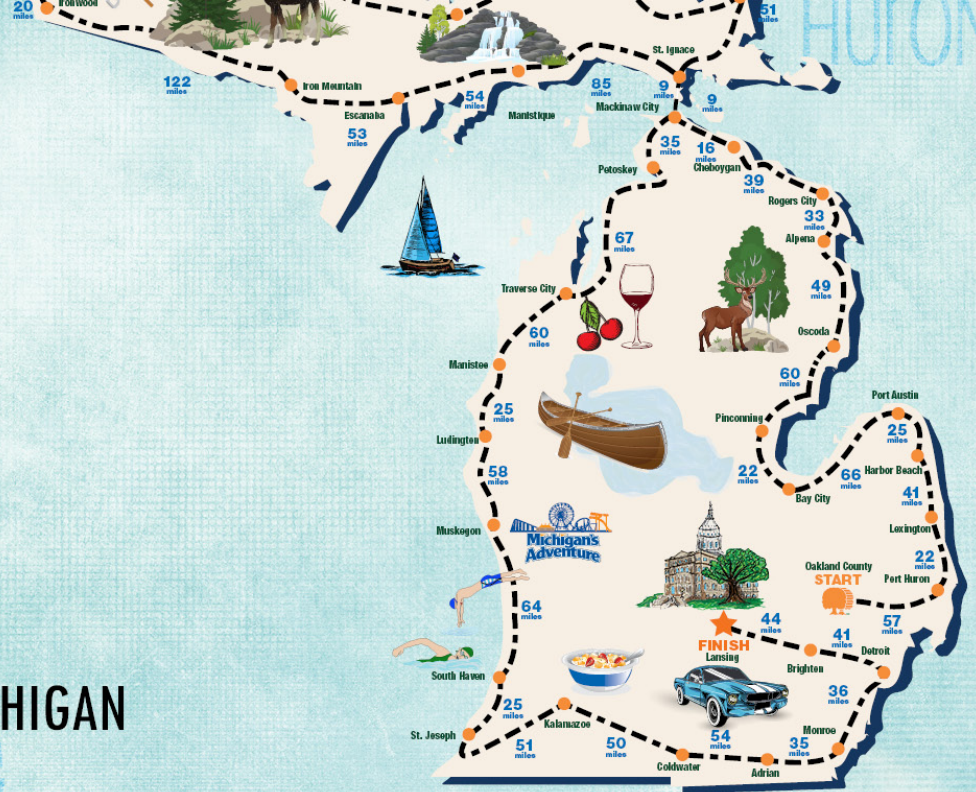 20
miles
Ironwood
51
miles
Huron
St. Ignace
122
miles
Iron Mountain
85
miles
9
miles
9
miles
54
miles
Mackinaw City
Escanaba
Manistique
53
miles
35
miles
16
miles
Petoskey
Cheboygan
39
miles
Rogers City
33
miles
67
miles
Alpena
Traverse City
49
miles
60
miles
Oscoda
Manistee
60
miles
Port Austin
25
miles
Pinconning
25
miles
Ludington
58
miles
22
miles
66
miles
Harbor Beach
Bay City
41
miles
Muskegon
Michigan's
Adventure
Lexington
22
miles
Oakland County
START
Port Huron
64
miles
44
miles
57
miles
41
miles
FINISH
Lansing
Detroit
Brighton
South Haven
36
miles
HIGAN
25
miles
Kalamazoo
St. Joseph
51
miles
50
miles
54
miles
35
miles
Monroe
Coldwater
Adrian